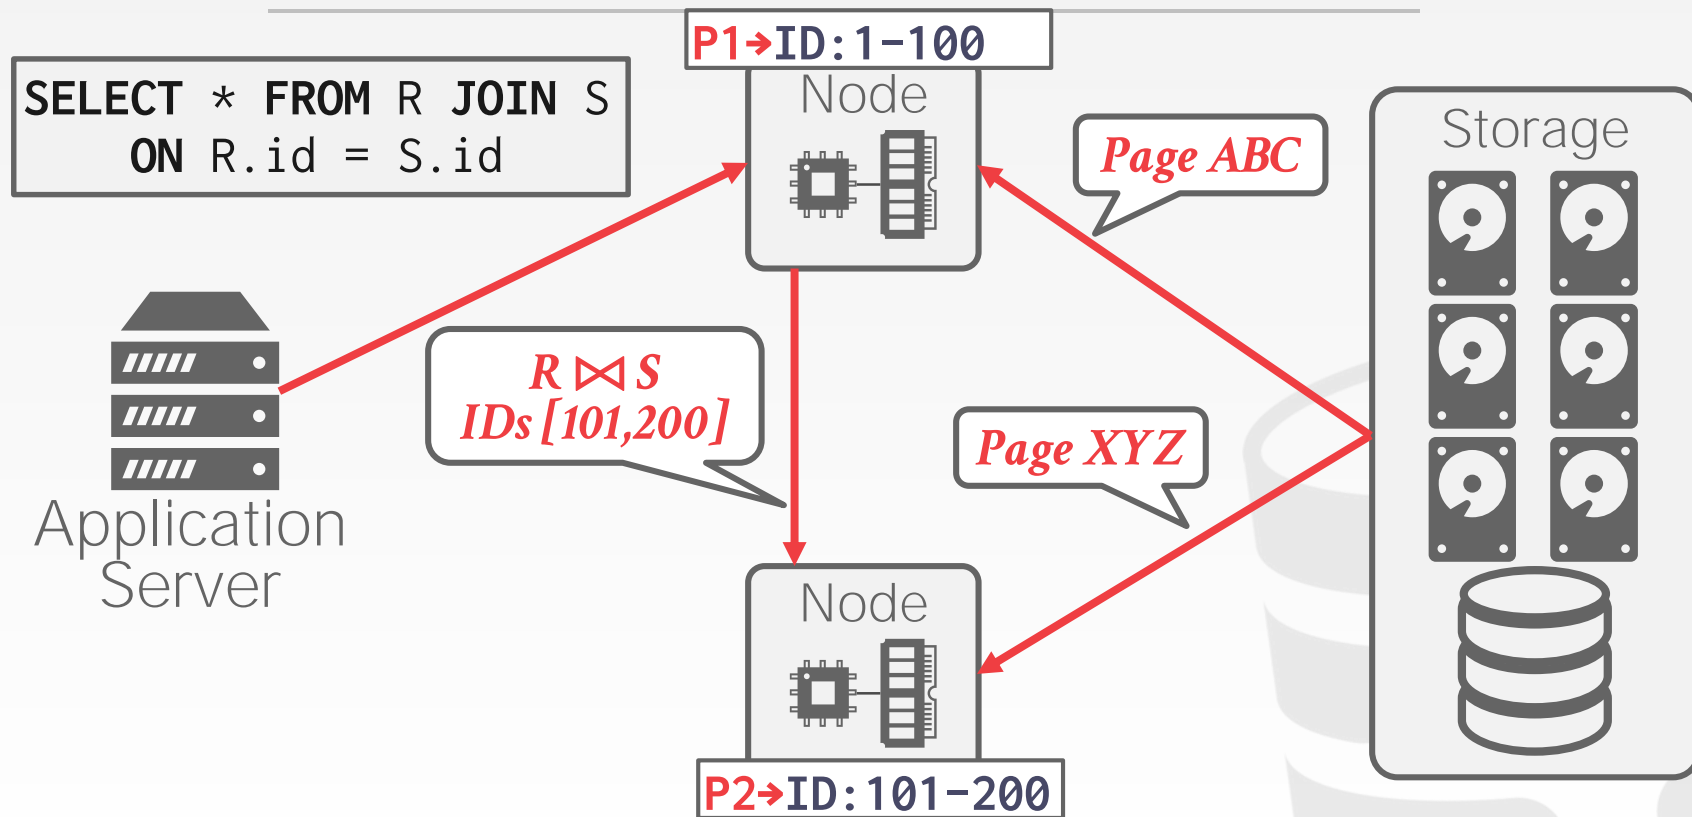 P1→ID:1-100
SELECT * FROM R JOIN S
ON R.id = S.id
Node
Page ABC
Storage
R ⋈ S
IDs [101,200]
Page XYZ
Application
Server
Node
P2→ID:101-200